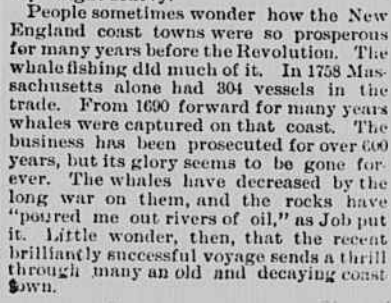 People sometimes wonder how the New
England coast towns were so prosperous
for many years before the Revolution. The
whale fishing did much of it. In 1758 Mas-
sachusetts alone had 304 vessels in the
trade. From 1690 forward for many years
whales were captured on that coast. The
business has been prosecuted for over 600
years, but its glory seems to be gone for-
ever. The whales have decreased by the
long war on them, and the rocks have
"poured me out rivers of oil," as Job put
it. Little wonder, then, that the recent
brilliantly successful voyage sends a thrill
through many an old and decaying coast
town.